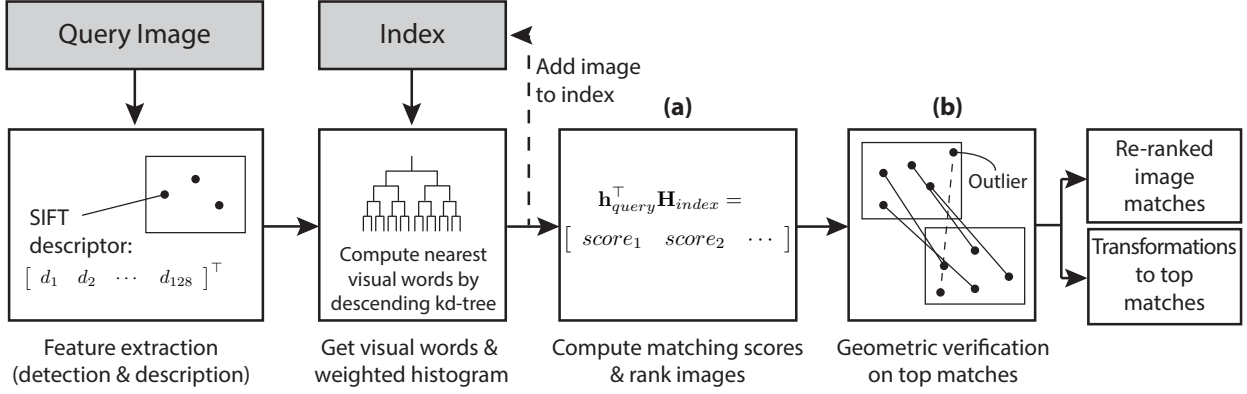 Query Image
Index
Add image
to index
(a)
(b)
SIFT
descriptor:
[ d₁ d₂ ⋯ d₁₂₈ ]⊤
Compute nearest
visual words by
descending kd-tree
h⊤query Hindex =
[ score₁ score₂ ⋯ ]
Outlier
Re-ranked
image
matches
Transformations
to top
matches
Feature extraction
(detection & description)
Get visual words &
weighted histogram
Compute matching scores
& rank images
Geometric verification
on top matches